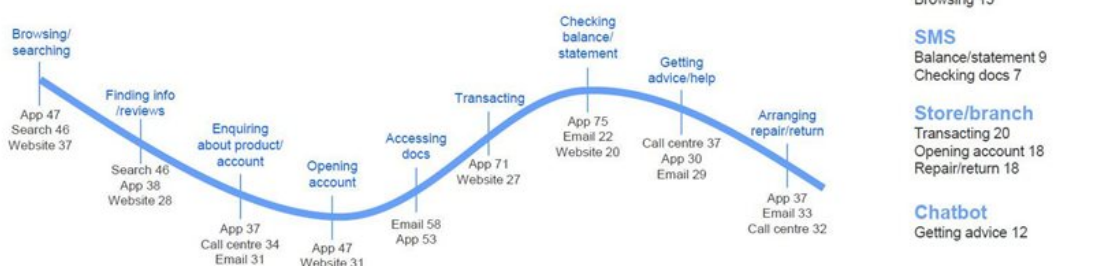 Browsing/
searching
App 47
Search 46
Website 37
Finding info
/reviews
Search 46
App 38
Website 28
Enquiring
about product/
account
App 37
Call centre 34
Email 31
Opening
account
App 47
Website 31
Accessing
docs
Email 58
App 53
Transacting
App 71
Website 27
Checking
balance/
statement
App 75
Email 22
Website 20
Getting
advice/help
Call centre 37
App 30
Email 29
Arranging
repair/return
App 37
Email 33
Call centre 32
Browsing 15
SMS
Balance/statement 9
Checking docs 7
Store/branch
Transacting 20
Opening account 18
Repair/return 18
Chatbot
Getting advice 12